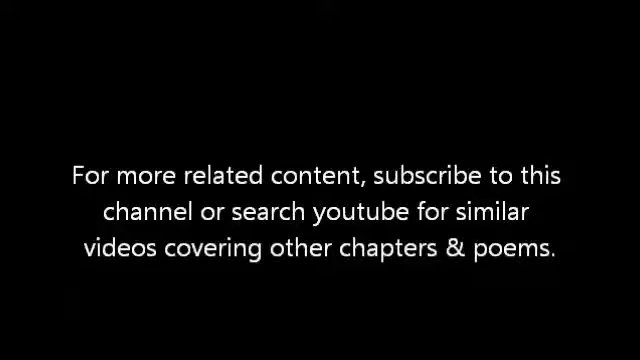 For more related content, subscribe to this
channel or search youtube for similar
videos covering other chapters & poems.